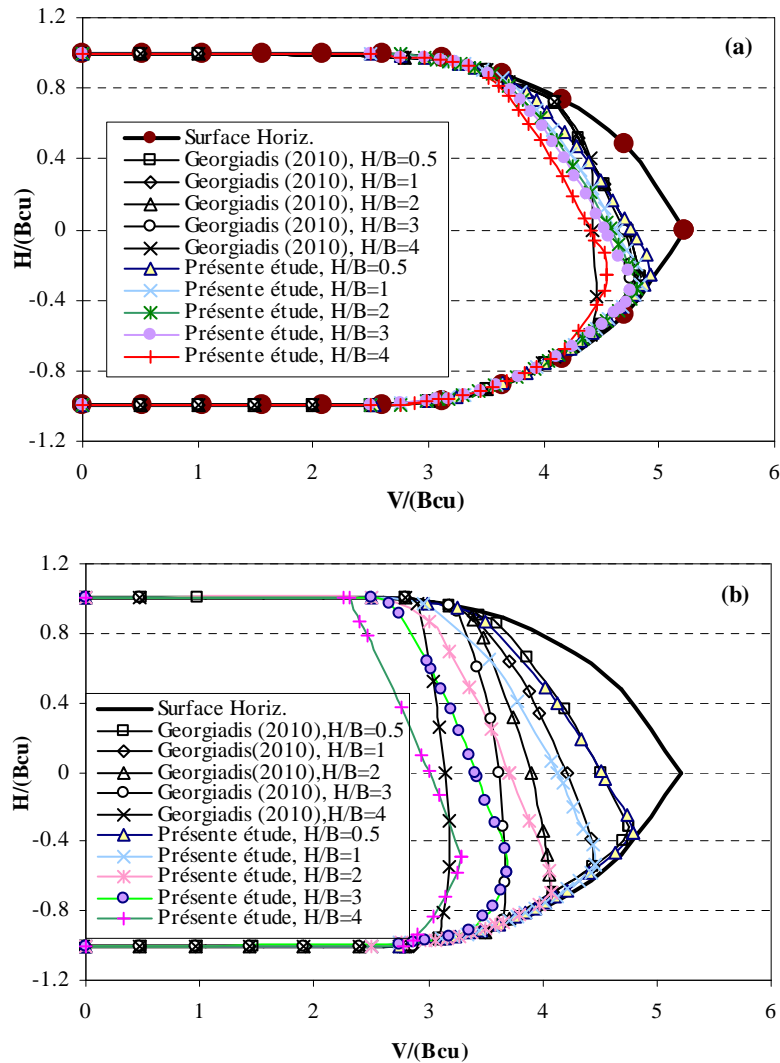 (a)
1.2
0.8
0.4
0
-0.4
-0.8
-1.2
H/(Bcu)
Surface Horiz.
Georgiadis (2010), H/B=0.5
Georgiadis (2010), H/B=1
Georgiadis (2010), H/B=2
Georgiadis (2010), H/B=3
Georgiadis (2010), H/B=4
Présente étude, H/B=0.5
Présente étude, H/B=1
Présente étude, H/B=2
Présente étude, H/B=3
Présente étude, H/B=4
0 1 2 3 4 5 6
V/(Bcu)
(b)
1.2
0.8
0.4
0
-0.4
-0.8
-1.2
H/(Bcu)
Surface Horiz.
Georgiadis (2010),H/B=0.5
Georgiadis(2010),H/B=1
Georgiadis(2010),H/B=2
Georgiadis (2010), H/B=3
Georgiadis (2010),H/B=4
Présente étude, H/B=0.5
Présente étude, H/B=1
Présente étude, H/B=2
Présente étude, H/B=3
Présente étude, H/B=4
0 1 2 3 4 5 6
V/(Bcu)